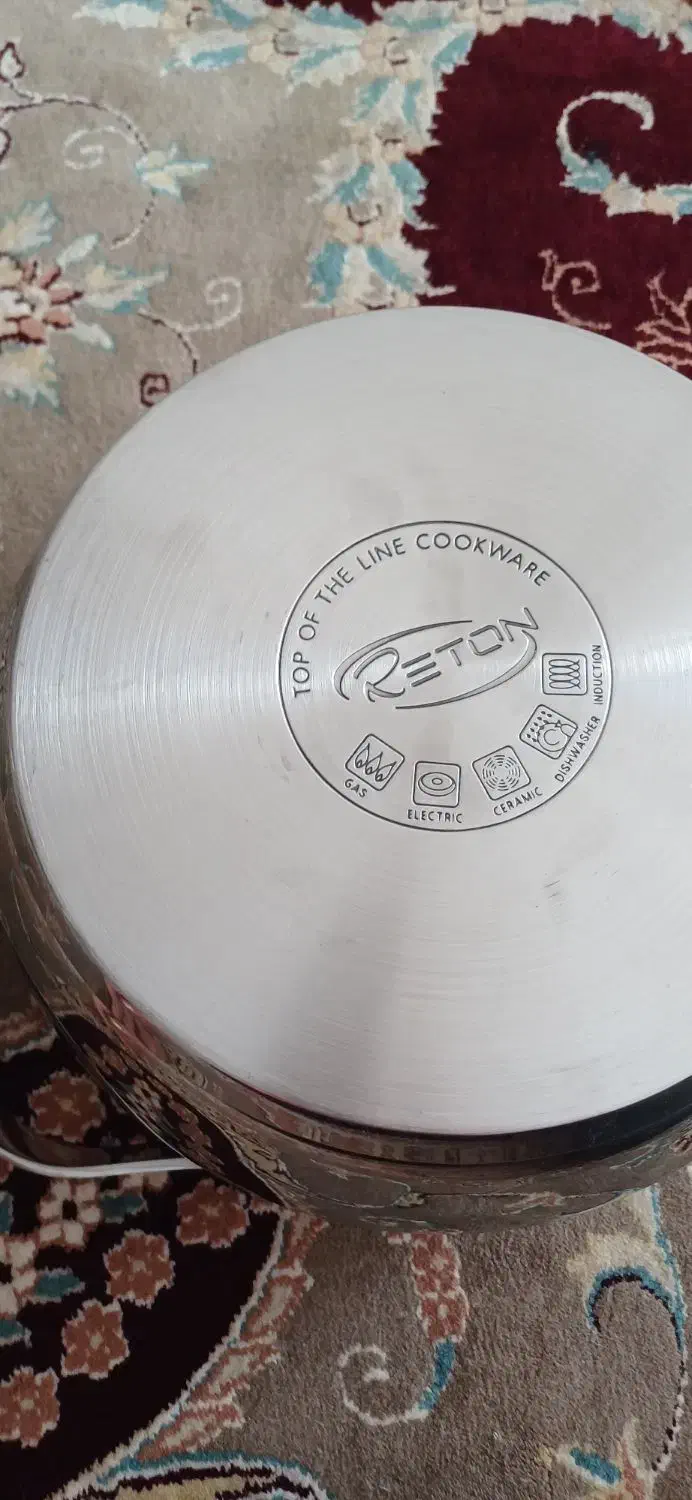 TOP OF THE LINE COOKWARE
RETON
GAS
ELECTRIC
CERAMIC
DISHWASHER
INDUCTION